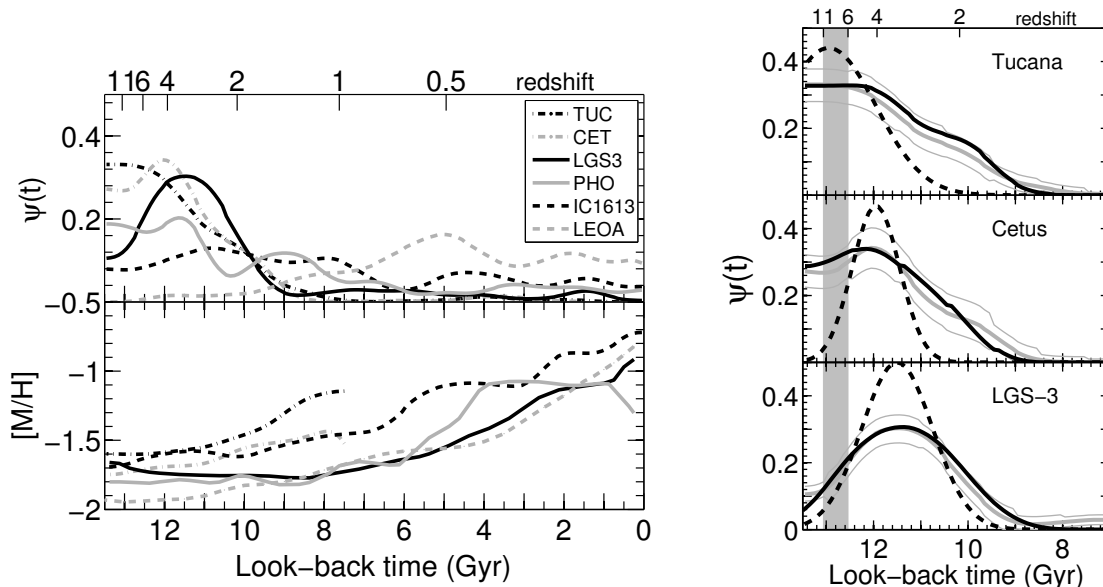 11 6 4 2 1 0.5 redshift
0.4
0.2
-0.5
ψ(t)
TUC
CET
LGS3
PHO
IC1613
LEOA
-1
-1.5
-2
[M/H]
12 10 8 6 4 2 0
Look-back time (Gyr)
11 6 4 2 redshift
Tucana
0.4
0.2
Cetus
0.4
0.2
ψ(t)
LGS-3
0.4
0.2
0
12 10 8
Look-back time (Gyr)